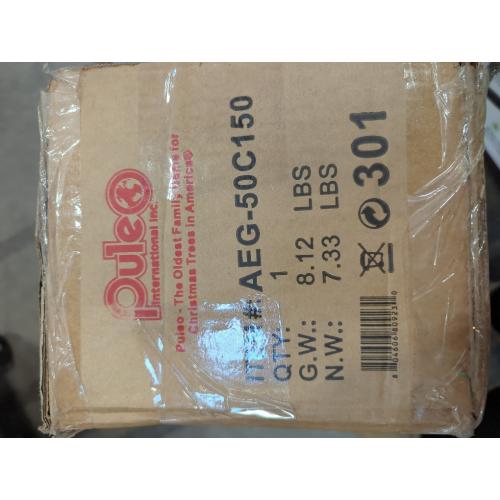 Puleo
International Inc.
Puleo - The Oldest Family Name for
Christmas Trees in America®
ITEM#: AEG-50C150
QTY: 1
G.W.: 8.12 LBS
N.W.: 7.33 LBS
301